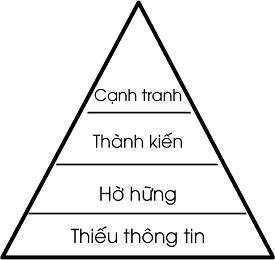 Cạnh tranh
Thành kiến
Hờ hững
Thiếu thông tin